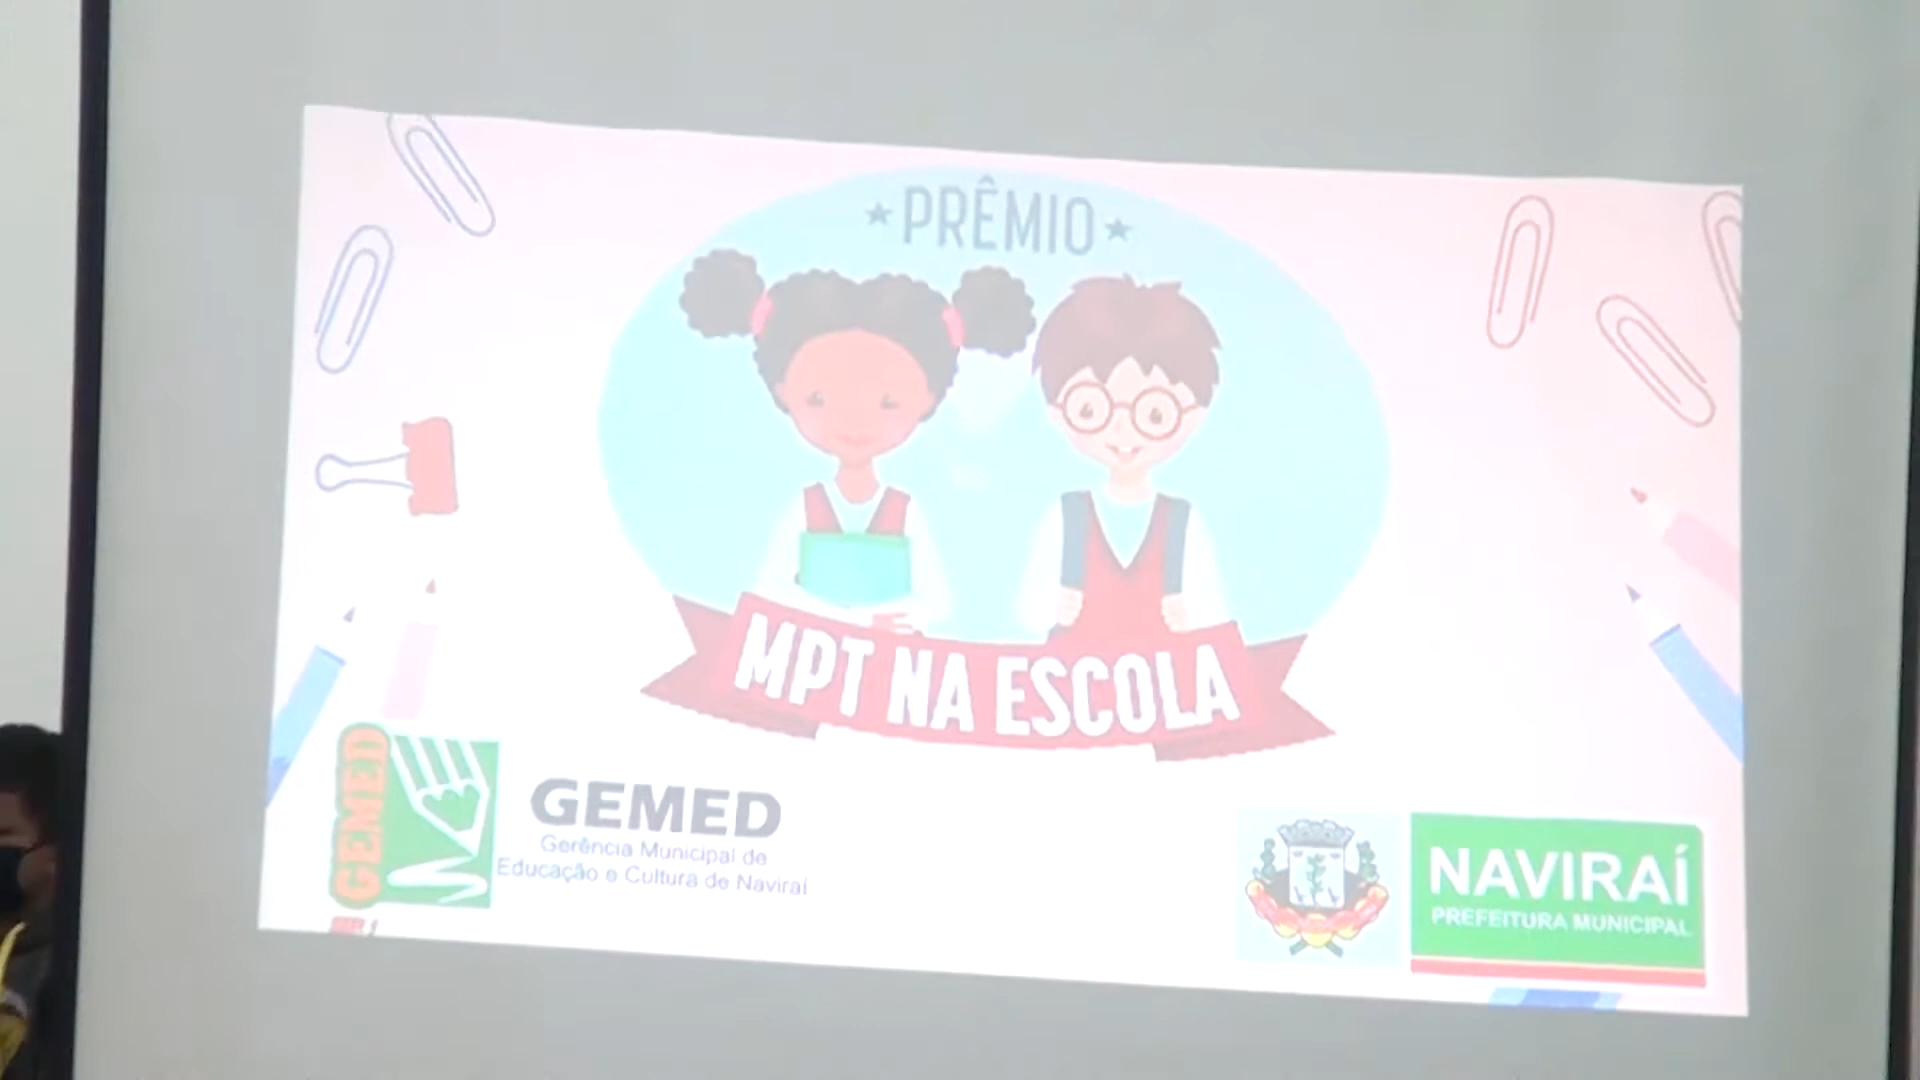 PRÊMIO
MPT NA ESCOLA
GEMED
GEMED
Gerência Municipal de
Educação e Cultura de Naviraí
NAVIRAÍ
PREFEITURA MUNICIPAL